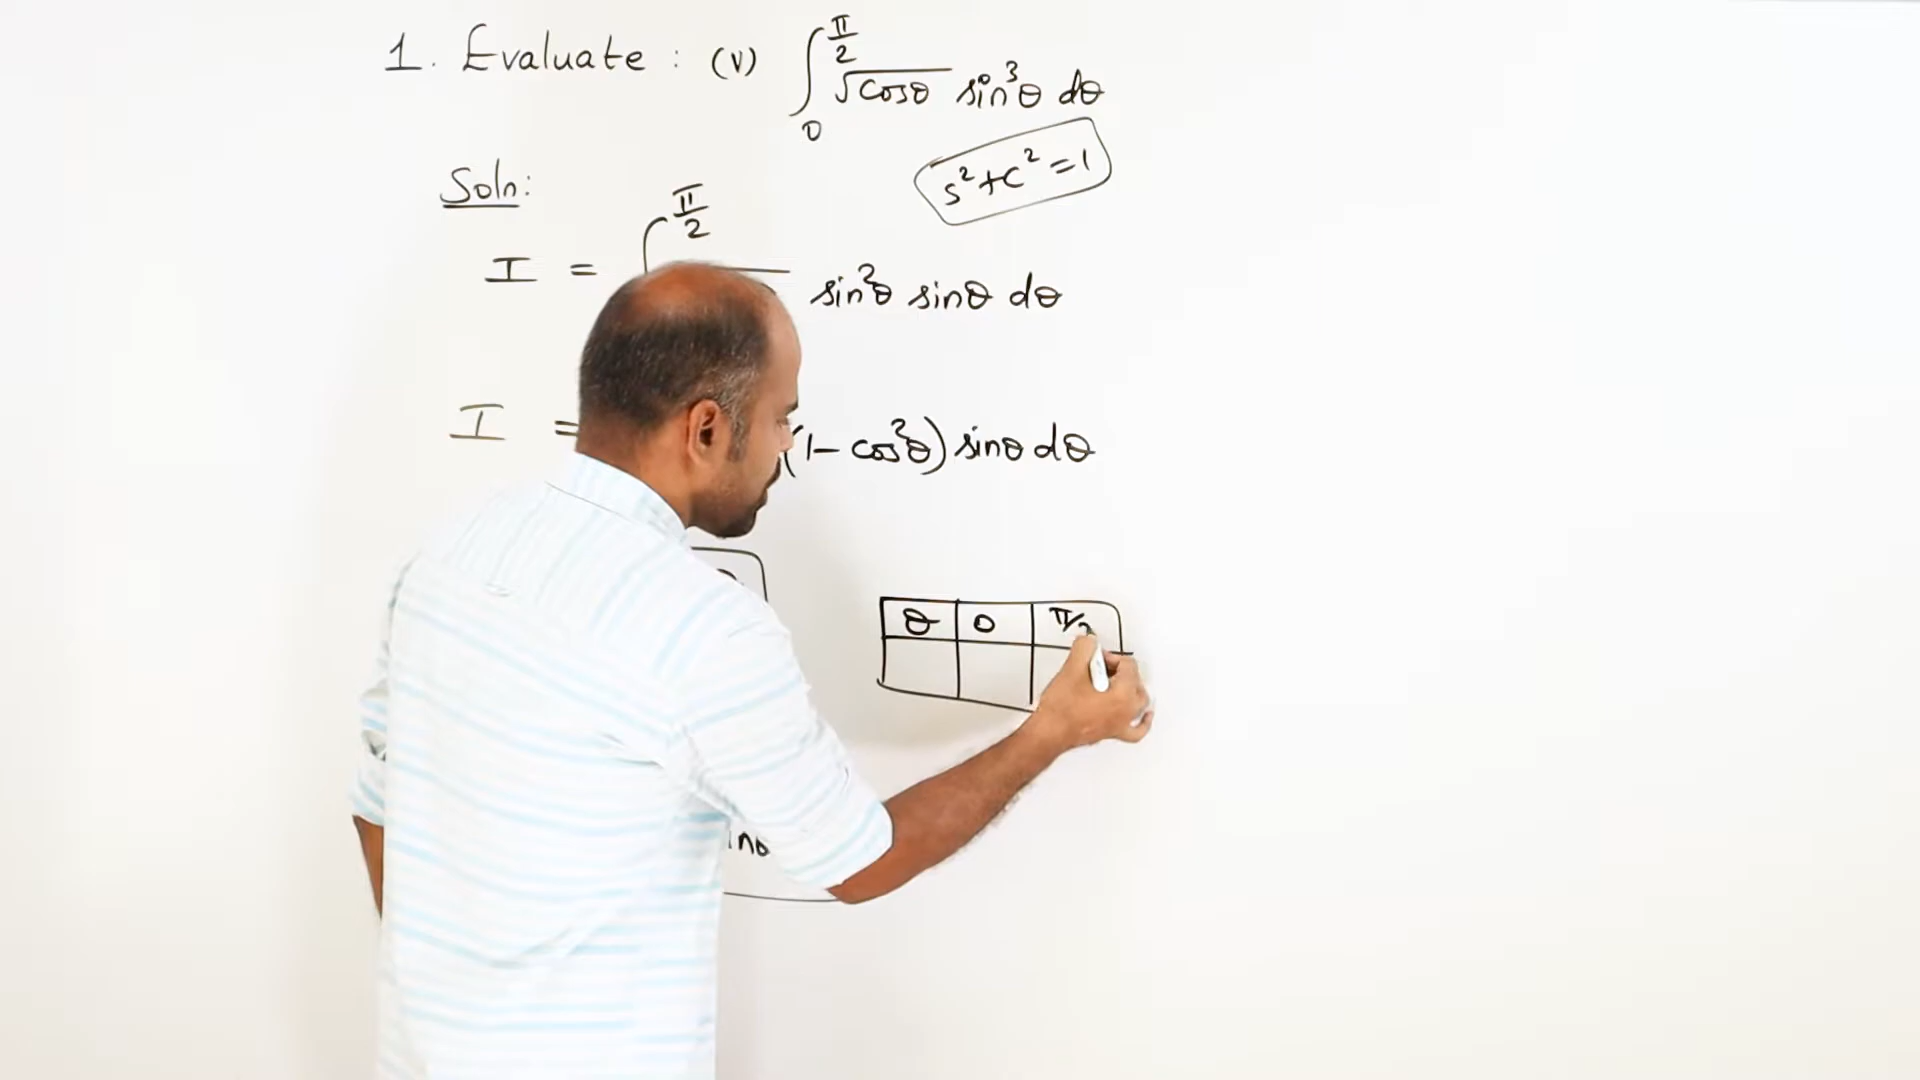 1. Evaluate : (v) ∫₀^(π/2) √cosθ sin³θ dθ
s² + c² = 1
Soln:
I = ∫^(π/2) sin²θ sinθ dθ
I = (1 - cos²θ) sinθ dθ
θ 0 π/2
inθ